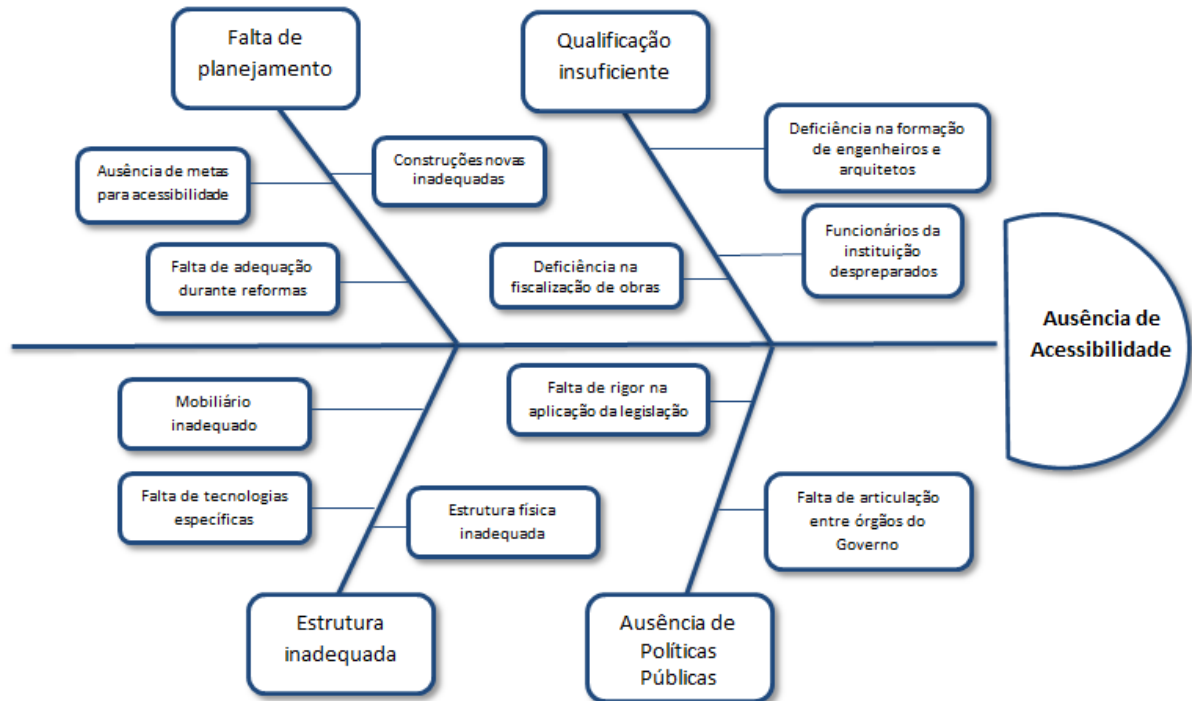 Falta de
planejamento
Qualificação
insuficiente
Ausência de metas
para acessibilidade
Construções novas
inadequadas
Deficiência na formação
de engenheiros e
arquitetos
Falta de adequação
durante reformas
Deficiência na
fiscalização de obras
Funcionários da
instituição
despreparados
Ausência de
Acessibilidade
Mobiliário
inadequado
Falta de rigor na
aplicação da legislação
Falta de tecnologias
específicas
Estrutura física
inadequada
Falta de articulação
entre órgãos do
Governo
Estrutura
inadequada
Ausência de
Políticas
Públicas